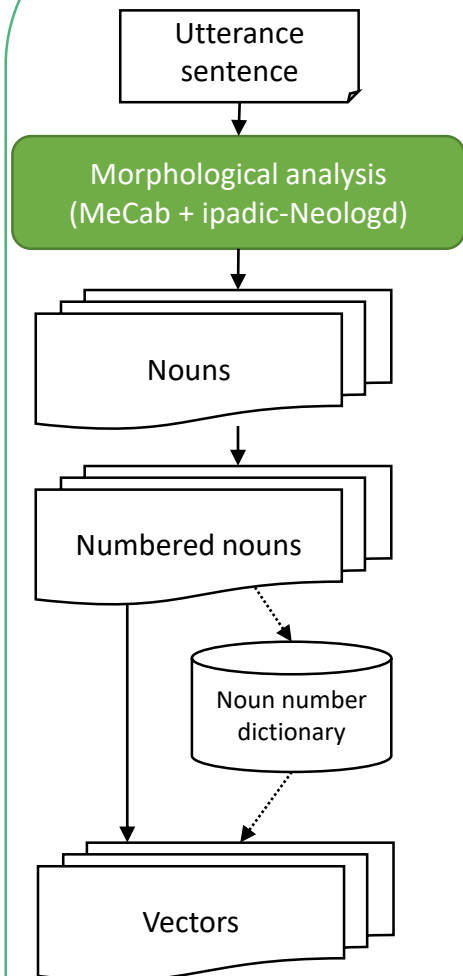 Utterance
sentence
Morphological analysis
(MeCab + ipadic-Neologd)
Nouns
Numbered nouns
Noun number
dictionary
Vectors